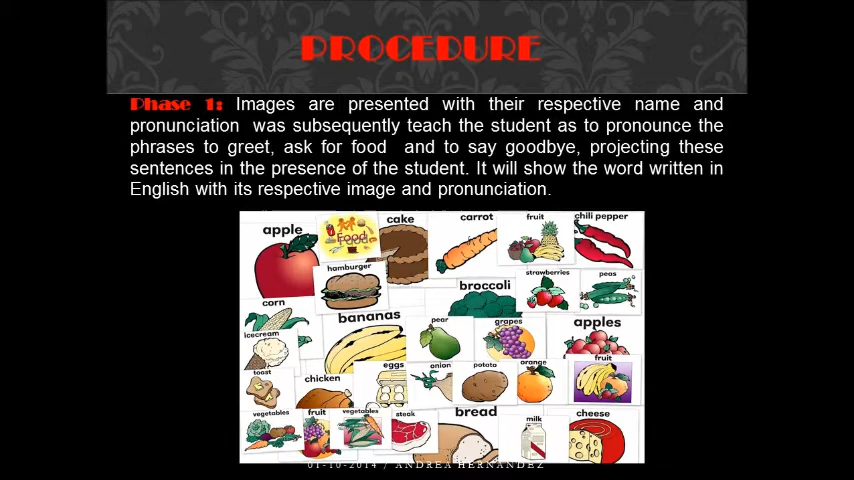 PROCEDURE
Phase 1: Images are presented with their respective name and
pronunciation was subsequently teach the student as to pronounce the
phrases to greet, ask for food and to say goodbye, projecting these
sentences in the presence of the student. It will show the word written in
English with its respective image and pronunciation.
apple
Food
cake
carrot
fruit
chili pepper
hamburger
strawberries
peas
corn
broccoli
bananas
pear
grapes
apples
icecream
toast
chicken
eggs
onion
potato
orange
fruit
vegetables
fruit
vegetables
steak
bread
milk
cheese
01-10-2014 / ANDREA HERNANDEZ